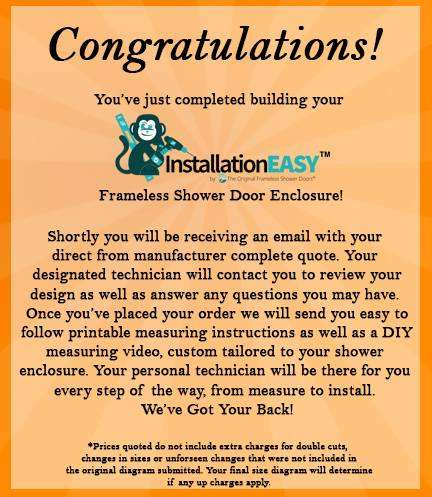 Congratulations!
You've just completed building your
InstallationEASY™
by The Original Frameless Shower Doors®
Frameless Shower Door Enclosure!
Shortly you will be receiving an email with your
direct from manufacturer complete quote. Your
designated technician will contact you to review your
design as well as answer any questions you may have.
Once you've placed your order we will send you easy to
follow printable measuring instructions as well as a DIY
measuring video, custom tailored to your shower
enclosure. Your personal technician will be there for you
every step of the way, from measure to install.
We've Got Your Back!
*Prices quoted do not include extra charges for double cuts,
changes in sizes or unforseen changes that were not included in
the original diagram submitted. Your final size diagram will determine
if any up charges apply.